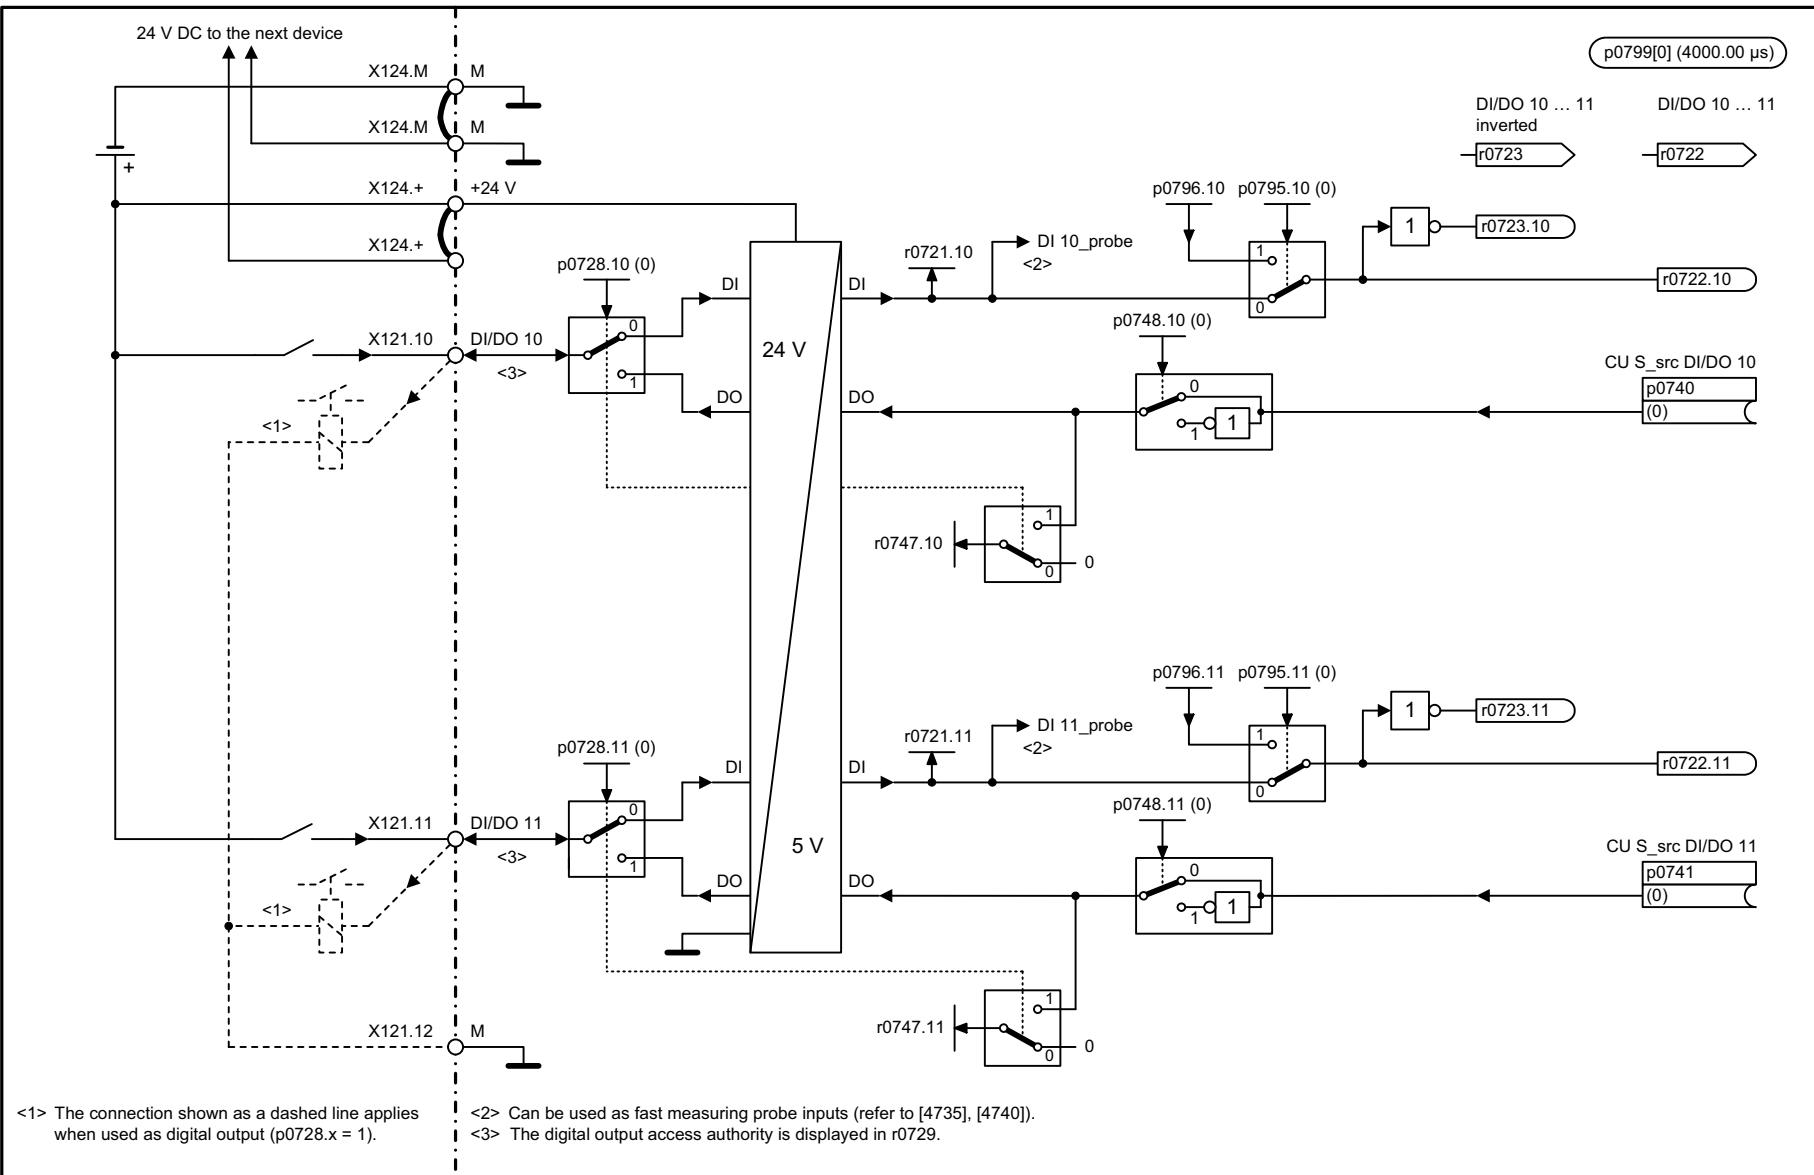 24 V DC to the next device
p0799[0] (4000.00 µs)
X124.M M
DI/DO 10 … 11
inverted
DI/DO 10 … 11
X124.M M
r0723
r0722
+
X124.+ +24 V
p0796.10 p0795.10 (0)
1
r0723.10
X124.+
DI 10_probe
<2>
r0721.10
1
p0728.10 (0)
DI
DI
r0722.10
0
0
p0748.10 (0)
X121.10 DI/DO 10
<3>
24 V
CU S_src DI/DO 10
1
0
p0740
DO
DO
(0)
<1>
1
1
1
r0747.10
0
0
p0796.11 p0795.11 (0)
1
r0723.11
DI 11_probe
<2>
r0721.11
1
p0728.11 (0)
DI
DI
r0722.11
0
0
p0748.11 (0)
X121.11 DI/DO 11
<3>
5 V
CU S_src DI/DO 11
1
0
p0741
DO
DO
(0)
<1>
1
1
1
r0747.11
0
0
X121.12 M
<1> The connection shown as a dashed line applies
when used as digital output (p0728.x = 1).
<2> Can be used as fast measuring probe inputs (refer to [4735], [4740]).
<3> The digital output access authority is displayed in r0729.